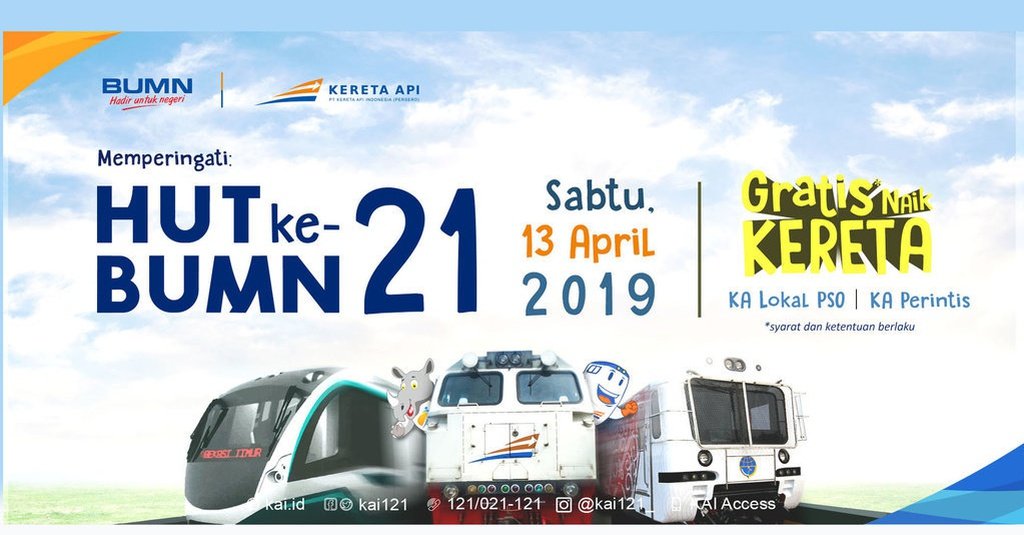 BUMN
Hadir untuk negeri
KERETA API
PT KERETA API INDONESIA (PERSERO)
Memperingati:
HUT ke-21
BUMN
Sabtu,
13 April
2019
Gratis* Naik
KERETA
KA Lokal PSO | KA Perintis
*syarat dan ketentuan berlaku
BEKASI TIMUR
kai.id kai121 121/021-121 @kai121_ KAI Access